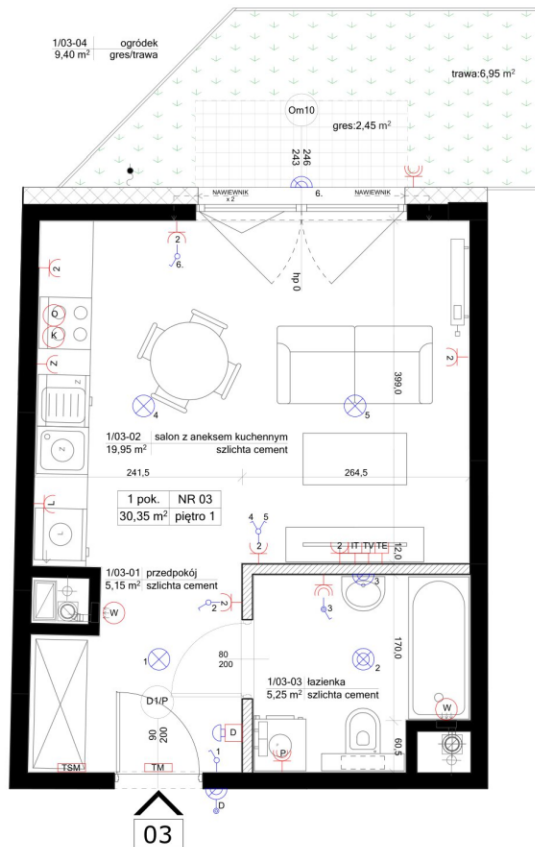 1/03-04 ogródek
9,40 m² gres/trawa
trawa:6,95 m²
Om10
gres:2,45 m²
246
243
NAWIEWNIK
x 2
6.
NAWIEWNIK
2
6.
hp 0
2
O
K
Z
Z
Z
2
399,0
4
5
1/03-02 salon z aneksem kuchennym
19,95 m² szlichta cement
241,5
264,5
L
L
1 pok. NR 03
30,35 m² piętro 1
4 5
2
2 IT TV TE
12,0
1/03-01 przedpokój
5,15 m² szlichta cement
3
W
2
2
3
170,0
1
80
200
2
1/03-03 łazienka
5,25 m² szlichta cement
D1/P
90
200
W
D
P
60,5
1
TSM
TM
D
03